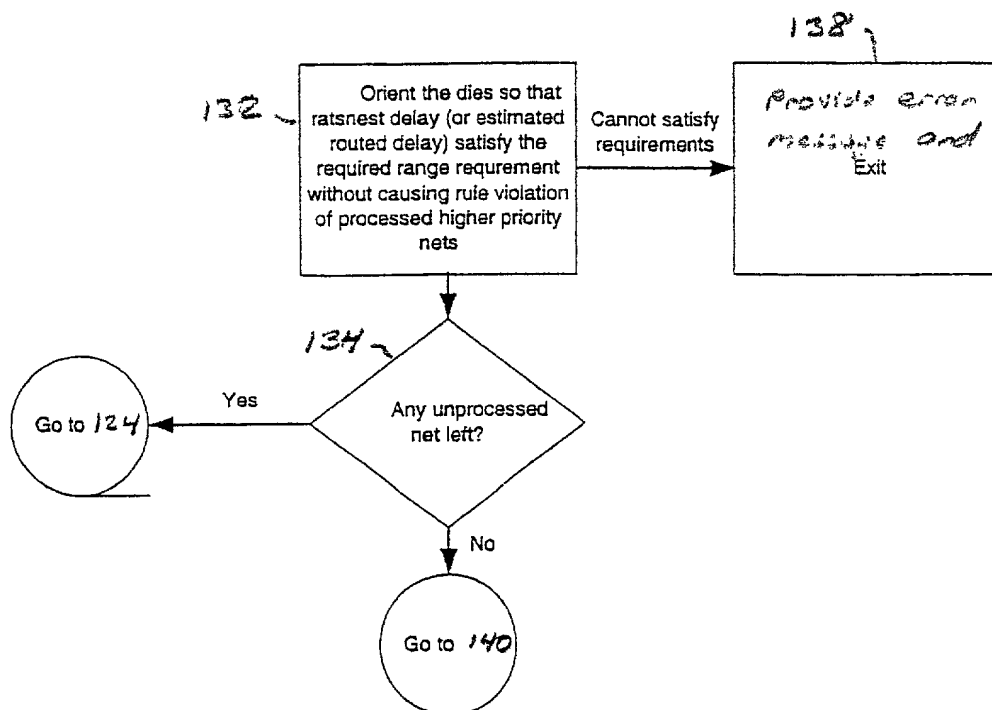 138
132
Orient the dies so that
ratsnest delay (or estimated
routed delay) satisfy the
required range requrement
without causing rule violation
of processed higher priority
nets
Cannot satisfy
requirements
Provide error
message and
Exit
134
Any unprocessed
net left?
Yes
Go to 124
No
Go to 140